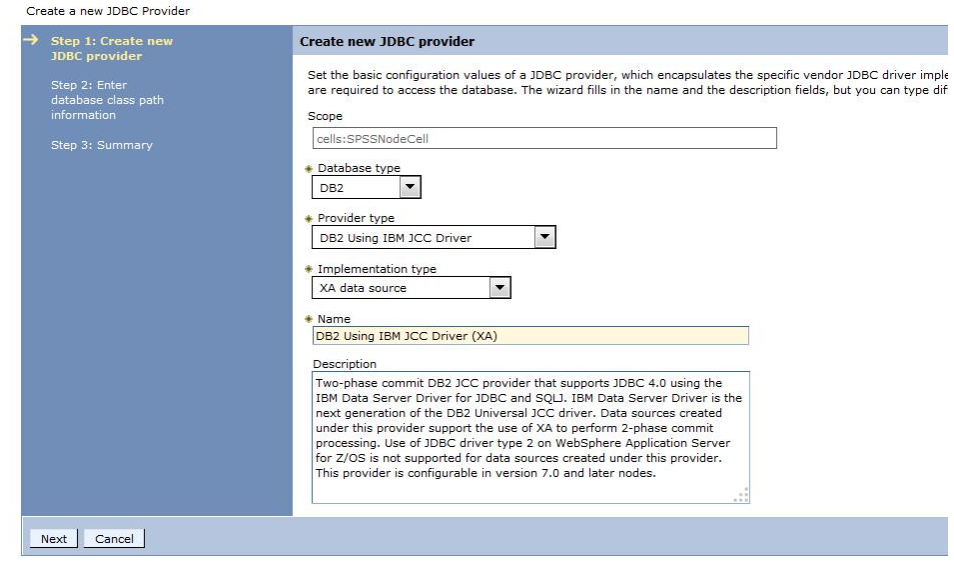 Create a new JDBC Provider
Step 1: Create new
JDBC provider
Step 2: Enter
database class path
information
Step 3: Summary
Create new JDBC provider
Set the basic configuration values of a JDBC provider, which encapsulates the specific vendor JDBC driver imple
are required to access the database. The wizard fills in the name and the description fields, but you can type dif
Scope
cells:SPSSNodeCell
Database type
DB2
Provider type
DB2 Using IBM JCC Driver
Implementation type
XA data source
Name
DB2 Using IBM JCC Driver (XA)
Description
Two-phase commit DB2 JCC provider that supports JDBC 4.0 using the
IBM Data Server Driver for JDBC and SQLJ. IBM Data Server Driver is the
next generation of the DB2 Universal JCC driver. Data sources created
under this provider support the use of XA to perform 2-phase commit
processing. Use of JDBC driver type 2 on WebSphere Application Server
for Z/OS is not supported for data sources created under this provider.
This provider is configurable in version 7.0 and later nodes.
Next
Cancel